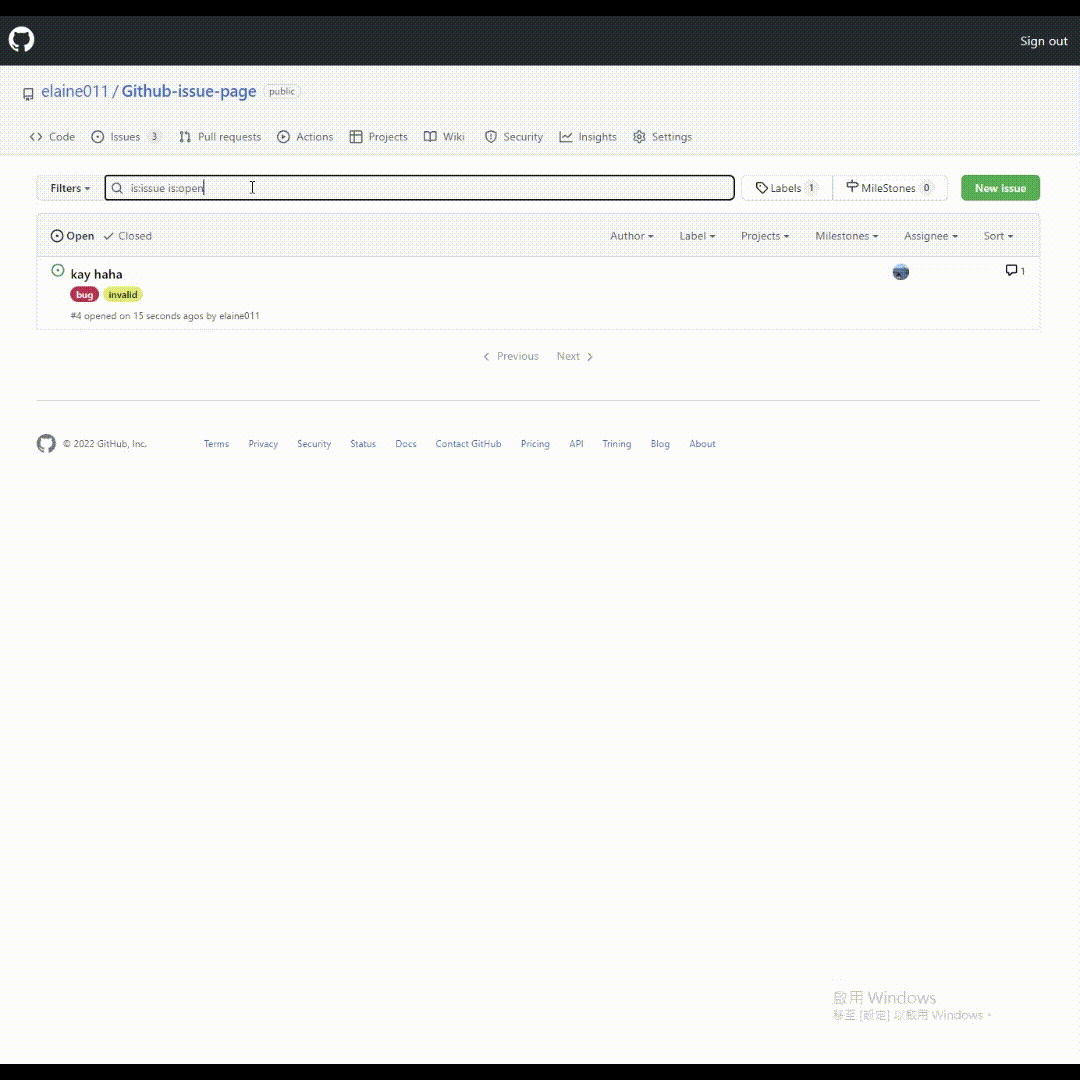 Sign out
elaine011 / Github-issue-page public
Code Issues 3 Pull requests Actions Projects Wiki Security Insights Settings
Filters is:issue is:open Labels 1 MileStones 0 New issue
Open Closed Author Label Projects Milestones Assignee Sort
kay haha 1
bug invalid
#4 opened on 15 seconds agos by elaine011
Previous Next
© 2022 GitHub, Inc. Terms Privacy Security Status Docs Contact GitHub Pricing API Trining Blog About
啟用 Windows
移至 [設定] 以啟用 Windows。